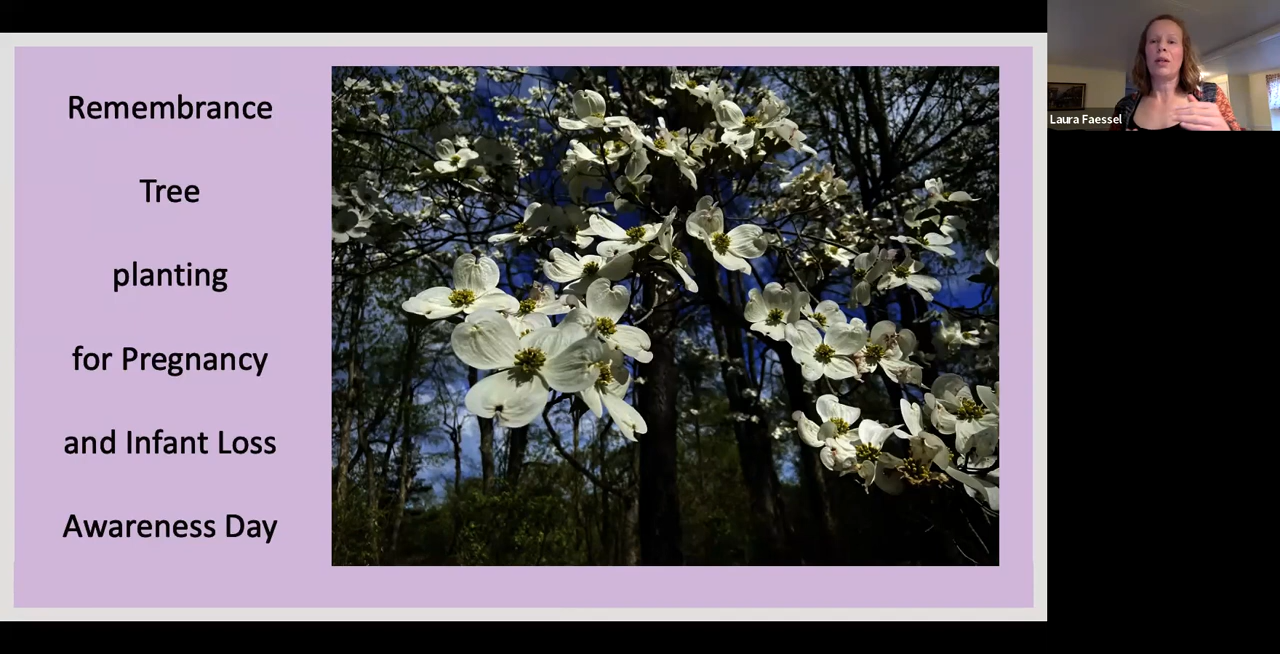 Remembrance
Tree
planting
for Pregnancy
and Infant Loss
Awareness Day
Laura Faessel